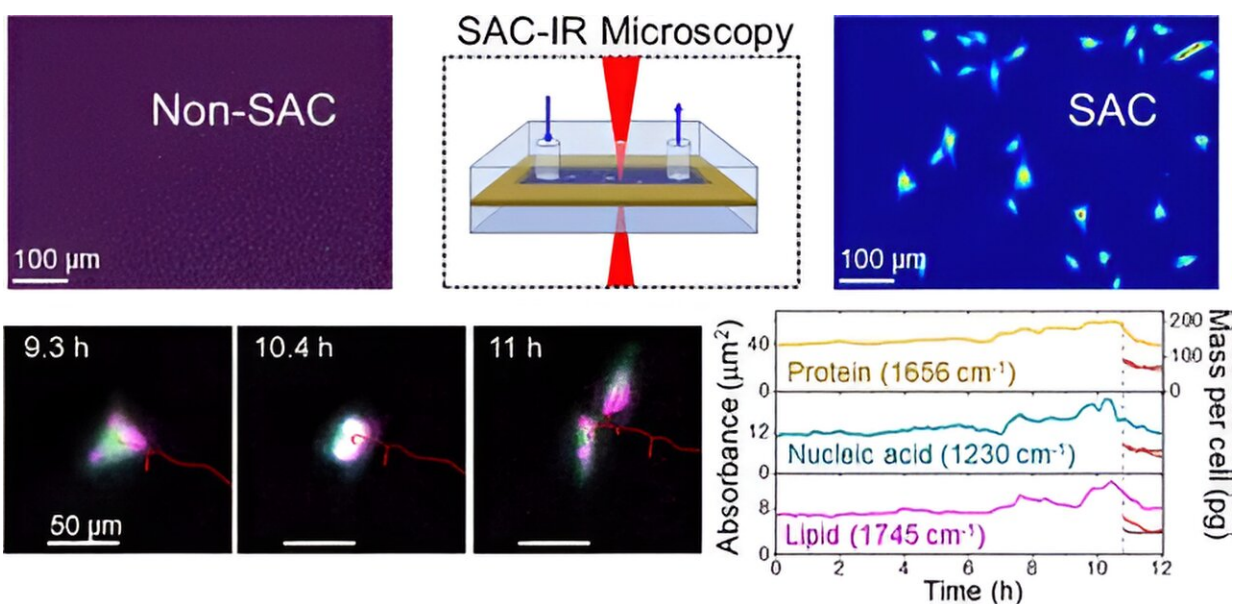 SAC-IR Microscopy
Non-SAC
100 µm
SAC
100 µm
9.3 h
50 µm
10.4 h
11 h
Absorbance (µm²)
40
0
12
0
8
0
Protein (1656 cm⁻¹)
Nucleic acid (1230 cm⁻¹)
Lipid (1745 cm⁻¹)
200
100
0
Mass per cell (pg)
0 2 4 6 8 10 12
Time (h)